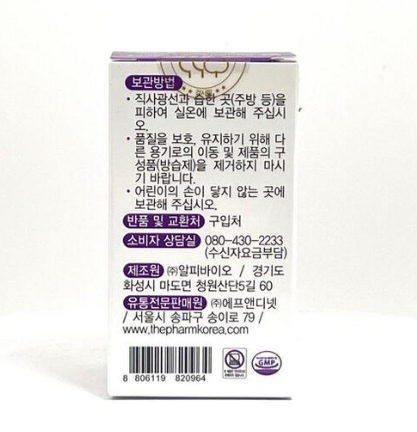 보관방법
· 직사광선과 습한 곳(주방 등)을
피하여 실온에 보관해 주십시
오.
· 품질을 보호, 유지하기 위해 다
른 용기로의 이동 및 제품의 구
성품(방습제)을 제거하지 마시
기 바랍니다.
· 어린이의 손이 닿지 않는 곳에
보관해 주십시오.
반품 및 교환처 구입처
소비자 상담실 080-430-2233
(수신자요금부담)
제조원 ㈜알피바이오 / 경기도
화성시 마도면 청원산단5길 60
유통전문판매원 ㈜에프앤디넷
/ 서울시 송파구 송이로 79 /
www.thepharmkorea.com
8 806119 820964
GMP